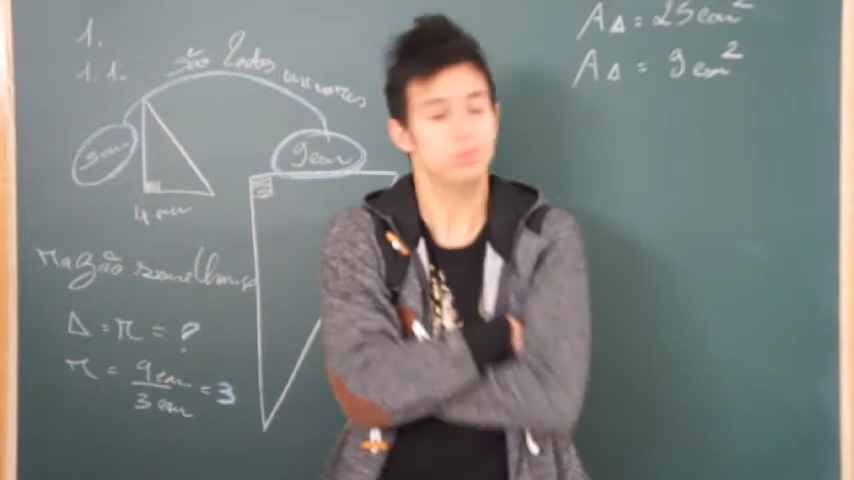 1.
1.1.
são lados menores
3cm
9cm
4 cm
Razão semelhança
Δ = r = ?
r = 9cm / 3cm = 3
AΔ = 25cm²
AΔ = 9cm²